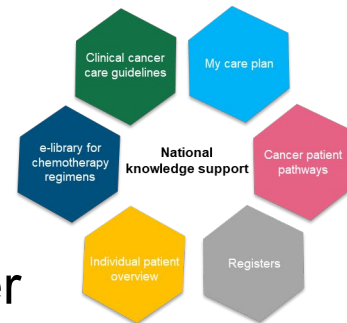 Clinical cancer
care guidelines
My care plan
e-library for
chemotherapy
regimens
National
knowledge support
Cancer patient
pathways
Individual patient
overview
Registers
er